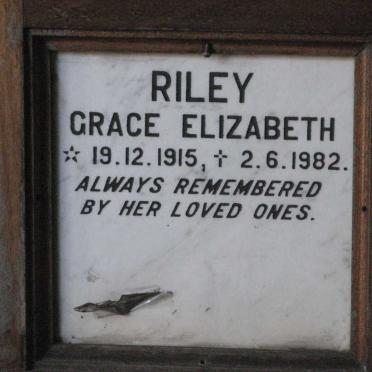 RILEY
GRACE ELIZABETH
☆ 19.12.1915, † 2.6.1982.
ALWAYS REMEMBERED
BY HER LOVED ONES.